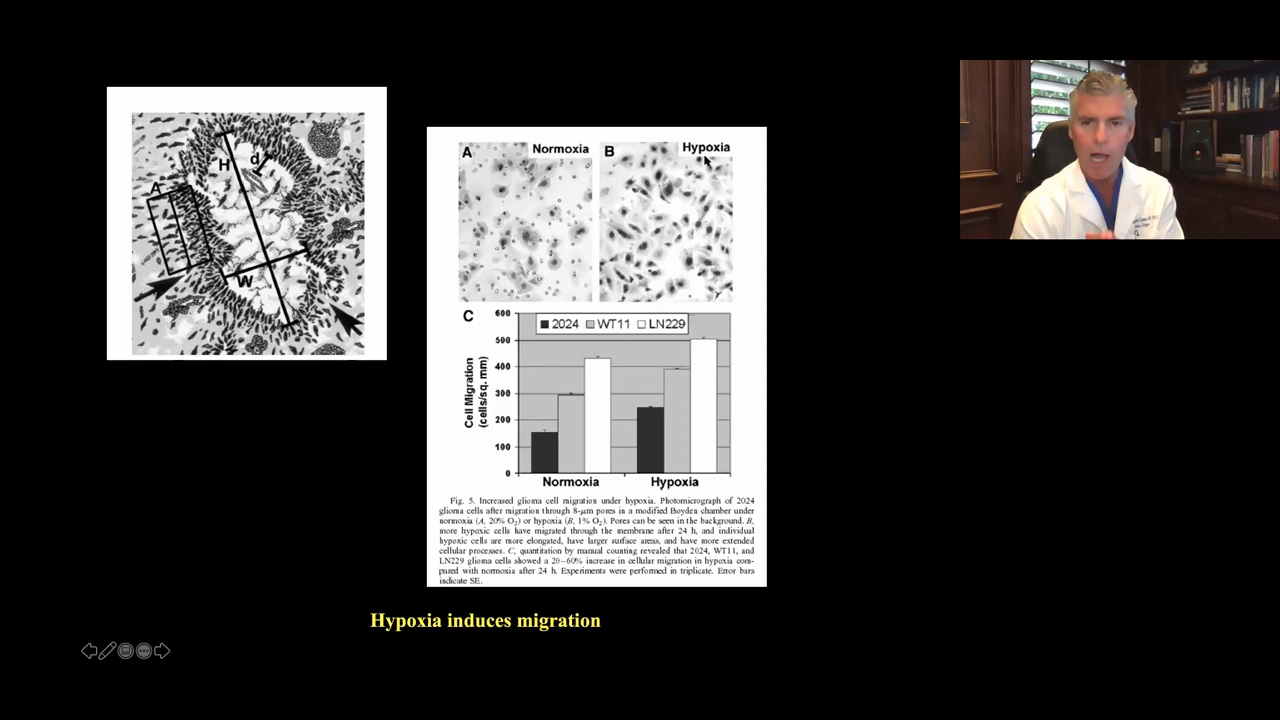 A
H
d
W
A
Normoxia
B
Hypoxia
C
600
500
400
300
200
100
0
Cell Migration
(cells/sq. mm)
2024 WT11 LN229
Normoxia
Hypoxia
Fig. 5. Increased glioma cell migration under hypoxia. Photomicrograph of 2024
glioma cells after migration through 8-μm pores in a modified Boyden chamber under
normoxia (A, 20% O₂) or hypoxia (B, 1% O₂). Pores can be seen in the background. B,
more hypoxic cells have migrated through the membrane after 24 h, and individual
hypoxic cells are more elongated, have larger surface areas, and have more extended
cellular processes. C, quantitation by manual counting revealed that 2024, WT11, and
LN229 glioma cells showed a 20–60% increase in cellular migration in hypoxia com-
pared with normoxia after 24 h. Experiments were performed in triplicate. Error bars
indicate SE.
Hypoxia induces migration